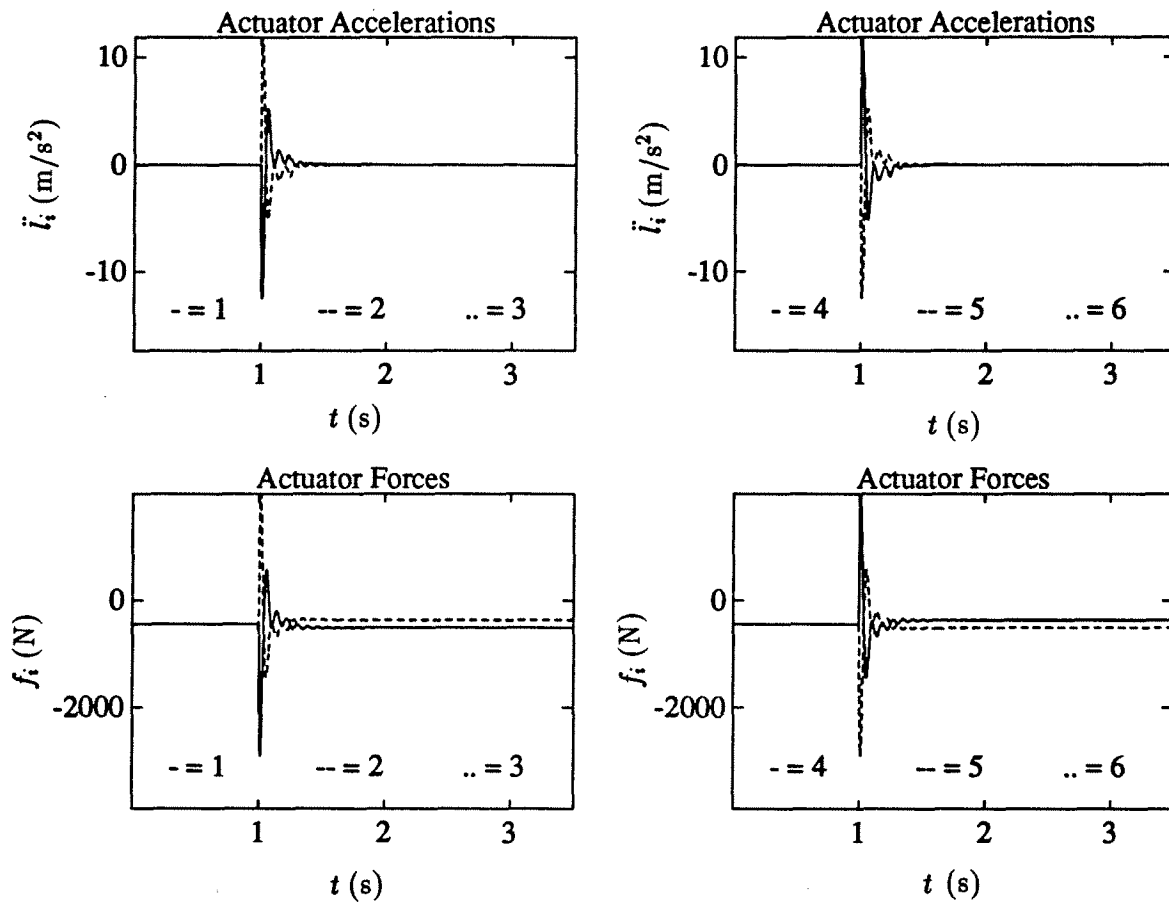 Actuator Accelerations
10
0
-10
l̈ᵢ (m/s²)
- = 1 -- = 2 .. = 3
1 2 3
t (s)
Actuator Accelerations
10
0
-10
l̈ᵢ (m/s²)
- = 4 -- = 5 .. = 6
1 2 3
t (s)
Actuator Forces
0
-2000
fᵢ (N)
- = 1 -- = 2 .. = 3
1 2 3
t (s)
Actuator Forces
0
-2000
fᵢ (N)
- = 4 -- = 5 .. = 6
1 2 3
t (s)